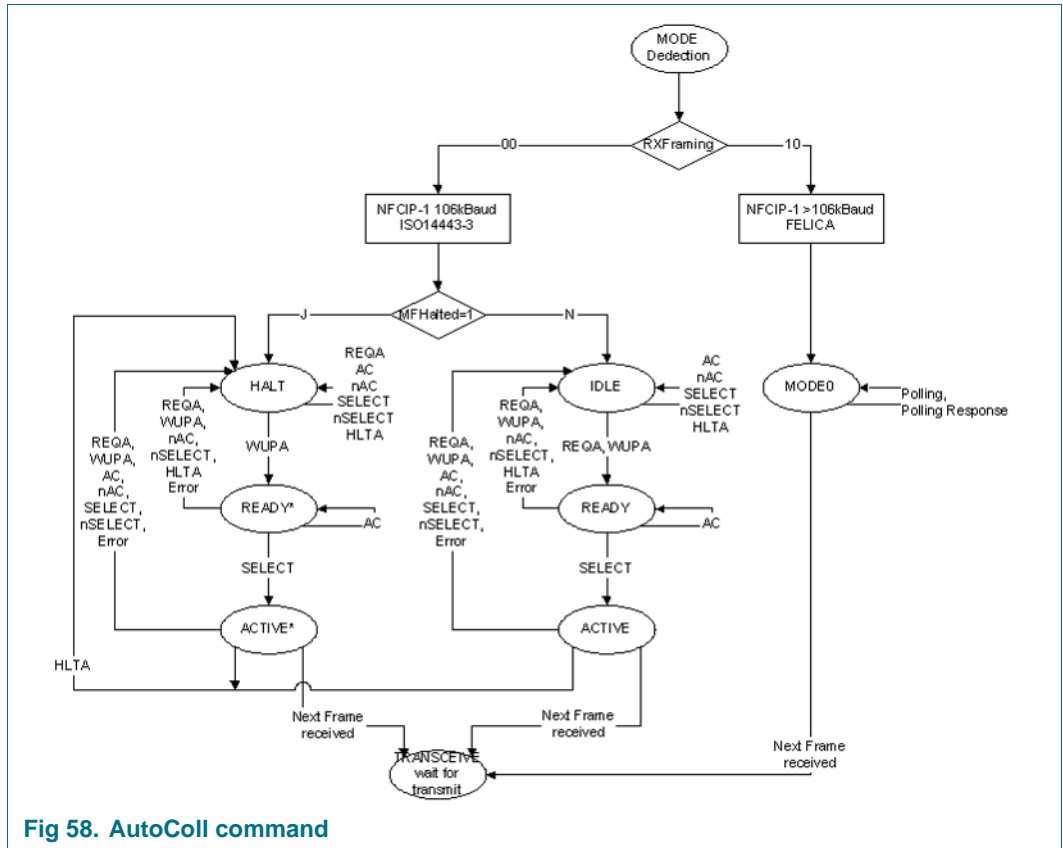 MODE
Dedection
RXFraming
00
10
NFCIP-1 106kBaud
ISO14443-3
NFCIP-1 >106kBaud
FELICA
MFHalted=1
J
N
HALT
REQA
AC
nAC
SELECT
nSELECT
HLTA
IDLE
AC
nAC
SELECT
nSELECT
HLTA
MODE0
Polling,
Polling Response
REQA,
WUPA,
AC,
nAC,
SELECT,
nSELECT,
Error
REQA,
WUPA,
nAC,
nSELECT,
HLTA
Error
WUPA
REQA,
WUPA,
AC,
nAC,
SELECT,
nSELECT,
Error
REQA,
WUPA,
nAC,
nSELECT,
HLTA
Error
REQA, WUPA
READY*
AC
READY
AC
SELECT
SELECT
ACTIVE*
ACTIVE
HLTA
Next Frame
received
Next Frame
received
Next Frame
received
TRANSCEIVE
wait for
transmit
Fig 58. AutoColl command